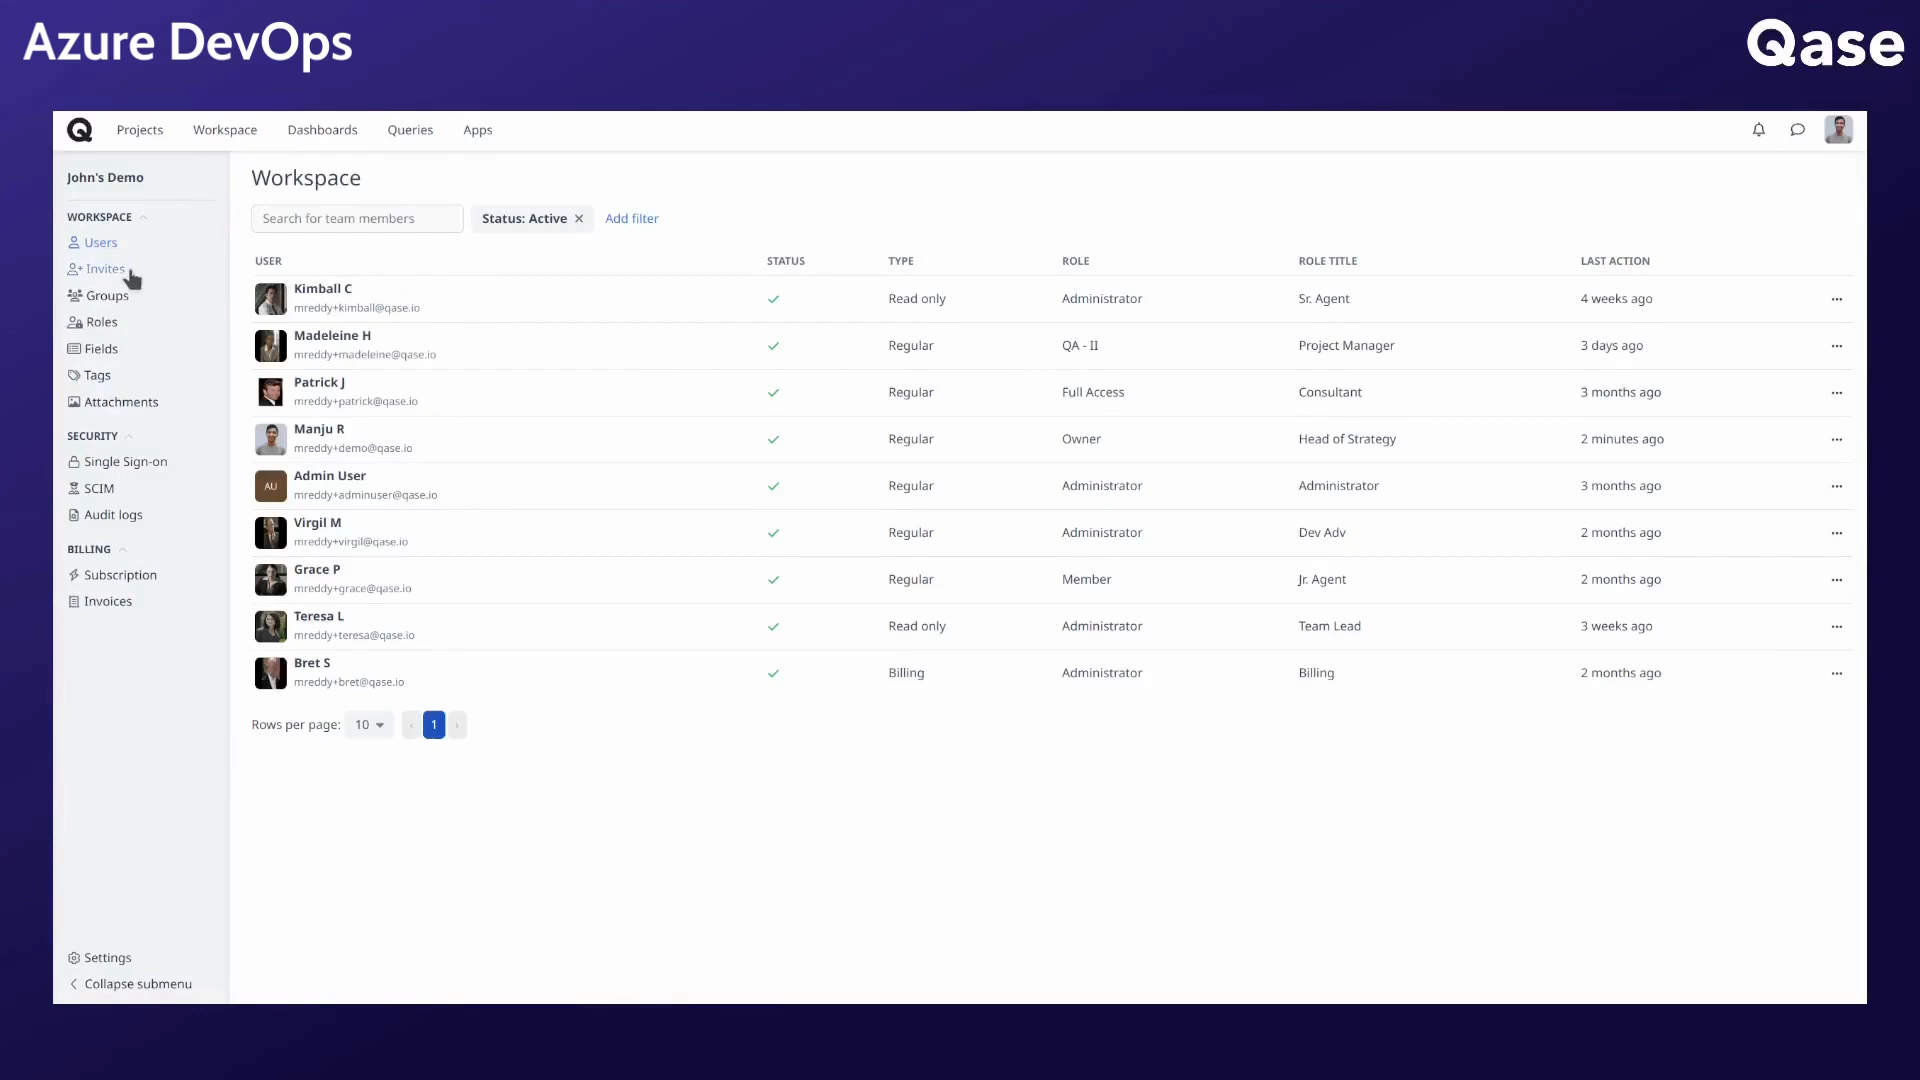 Azure DevOps
Qase
Projects Workspace Dashboards Queries Apps
John's Demo
WORKSPACE
Users
Invites
Groups
Roles
Fields
Tags
Attachments
SECURITY
Single Sign-on
SCIM
Audit logs
BILLING
Subscription
Invoices
Settings
Collapse submenu
Workspace
Search for team members Status: Active Add filter
USER STATUS TYPE ROLE ROLE TITLE LAST ACTION
Kimball C
mreddy+kimball@qase.io
Read only Administrator Sr. Agent 4 weeks ago
Madeleine H
mreddy+madeleine@qase.io
Regular QA - II Project Manager 3 days ago
Patrick J
mreddy+patrick@qase.io
Regular Full Access Consultant 3 months ago
Manju R
mreddy+demo@qase.io
Regular Owner Head of Strategy 2 minutes ago
AU
Admin User
mreddy+adminuser@qase.io
Regular Administrator Administrator 3 months ago
Virgil M
mreddy+virgil@qase.io
Regular Administrator Dev Adv 2 months ago
Grace P
mreddy+grace@qase.io
Regular Member Jr. Agent 2 months ago
Teresa L
mreddy+teresa@qase.io
Read only Administrator Team Lead 3 weeks ago
Bret S
mreddy+bret@qase.io
Billing Administrator Billing 2 months ago
Rows per page: 10 1